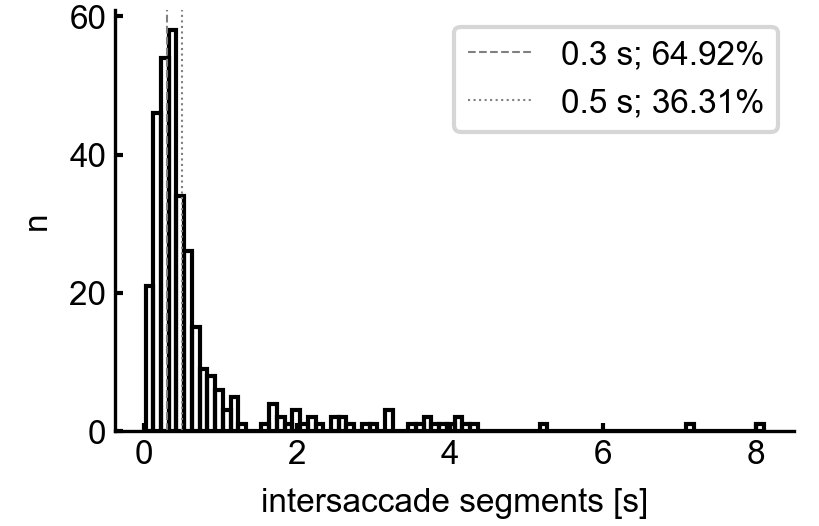 60
40
20
0
n
0 2 4 6 8
intersaccade segments [s]
0.3 s; 64.92%
0.5 s; 36.31%